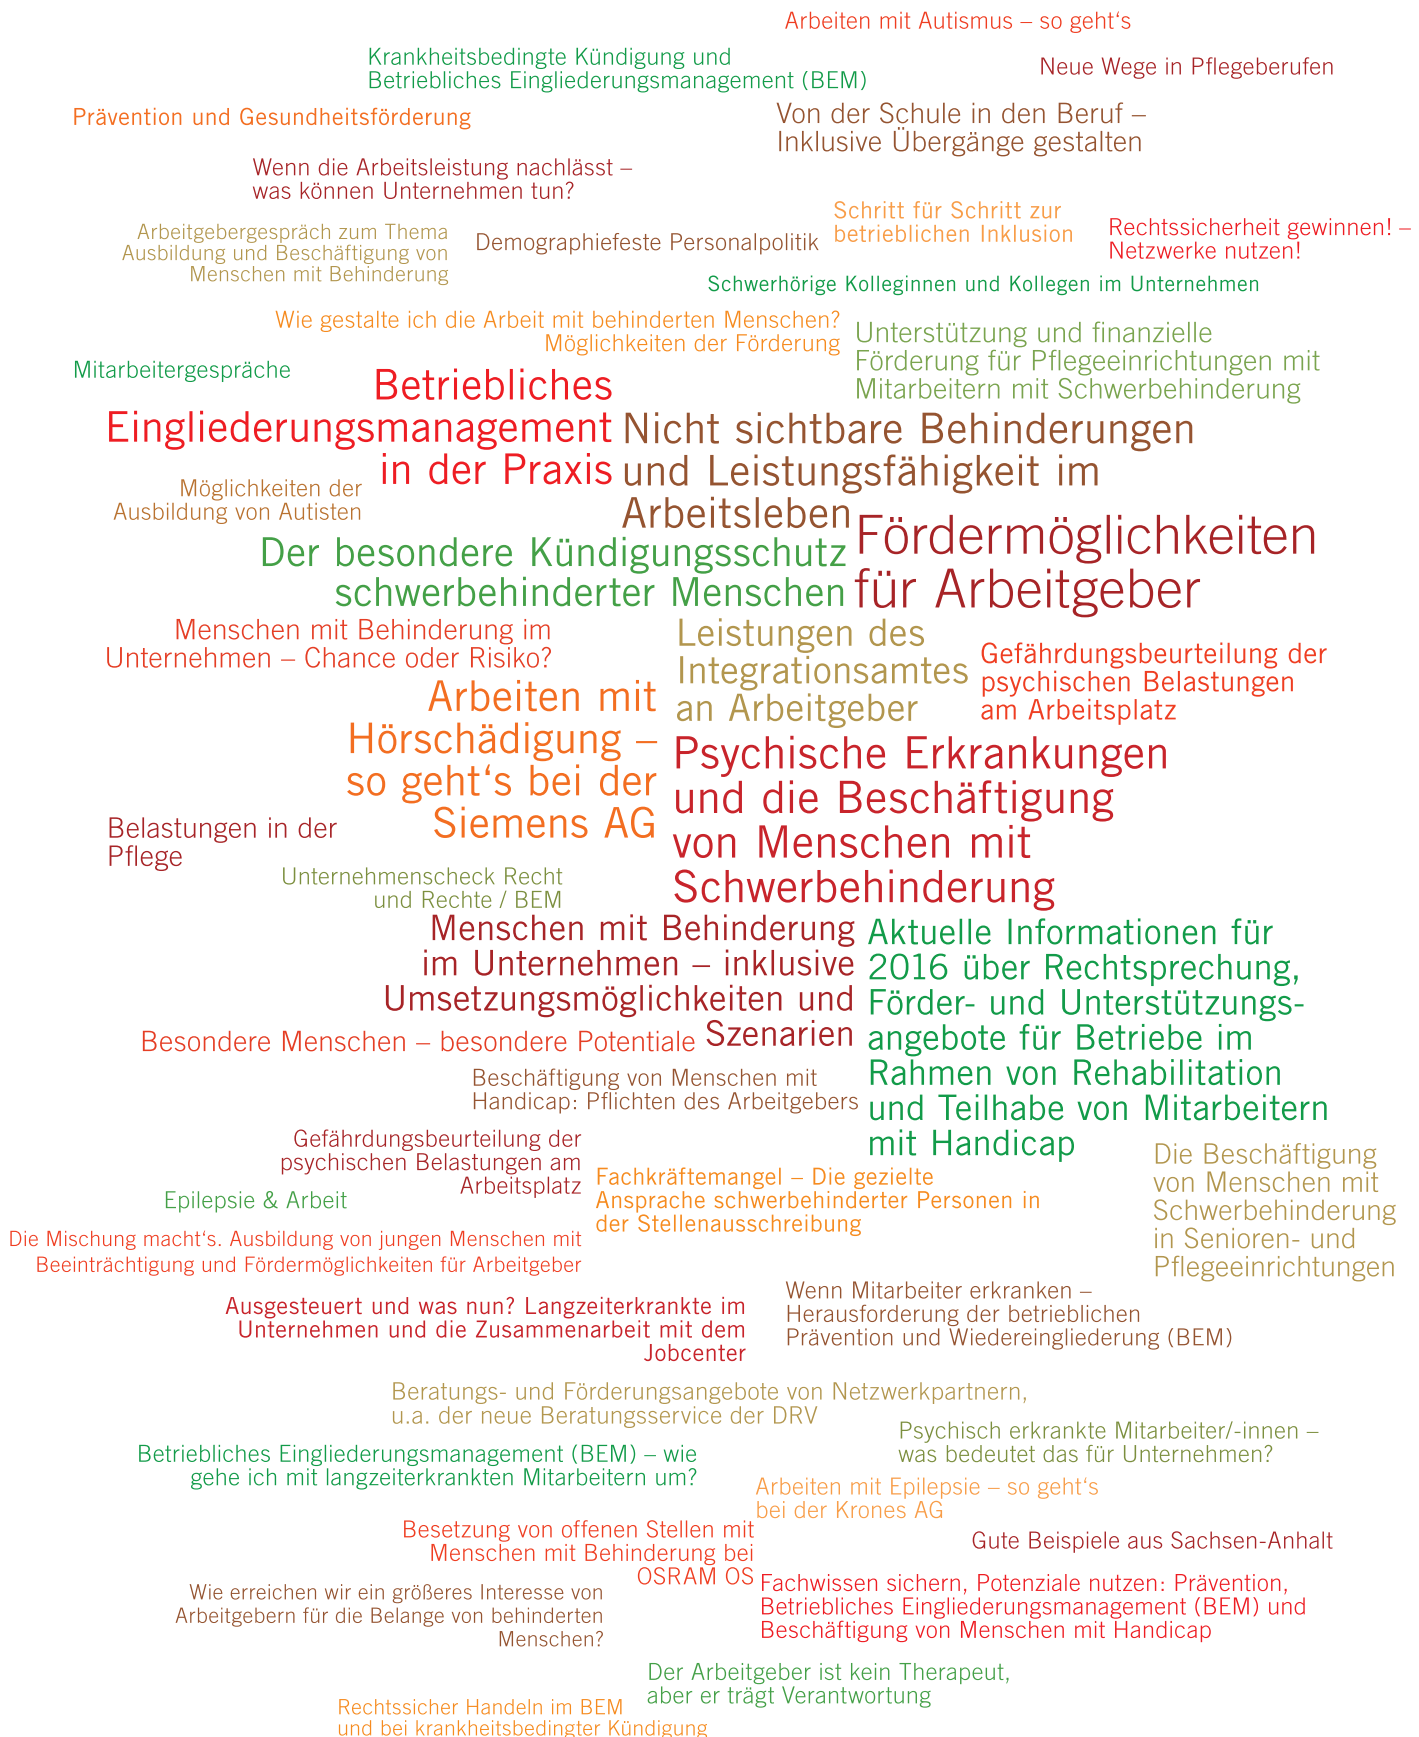 Arbeiten mit Autismus – so geht‘s
Krankheitsbedingte Kündigung und
Betriebliches Eingliederungsmanagement (BEM)
Neue Wege in Pflegeberufen
Prävention und Gesundheitsförderung
Von der Schule in den Beruf –
Inklusive Übergänge gestalten
Wenn die Arbeitsleistung nachlässt –
was können Unternehmen tun?
Schritt für Schritt zur
betrieblichen Inklusion
Rechtssicherheit gewinnen! –
Netzwerke nutzen!
Arbeitgebergespräch zum Thema
Ausbildung und Beschäftigung von
Menschen mit Behinderung
Demographiefeste Personalpolitik
Schwerhörige Kolleginnen und Kollegen im Unternehmen
Wie gestalte ich die Arbeit mit behinderten Menschen?
Möglichkeiten der Förderung
Unterstützung und finanzielle
Förderung für Pflegeeinrichtungen mit
Mitarbeitern mit Schwerbehinderung
Mitarbeitergespräche
Betriebliches
Eingliederungsmanagement
in der Praxis
Nicht sichtbare Behinderungen
und Leistungsfähigkeit im
Arbeitsleben
Möglichkeiten der
Ausbildung von Autisten
Fördermöglichkeiten
für Arbeitgeber
Der besondere Kündigungsschutz
schwerbehinderter Menschen
Menschen mit Behinderung im
Unternehmen – Chance oder Risiko?
Leistungen des
Integrationsamtes
an Arbeitgeber
Gefährdungsbeurteilung der
psychischen Belastungen
am Arbeitsplatz
Arbeiten mit
Hörschädigung –
so geht‘s bei der
Siemens AG
Psychische Erkrankungen
und die Beschäftigung
von Menschen mit
Schwerbehinderung
Belastungen in der
Pflege
Unternehmenscheck Recht
und Rechte / BEM
Menschen mit Behinderung
im Unternehmen – inklusive
Umsetzungsmöglichkeiten und
Szenarien
Aktuelle Informationen für
2016 über Rechtsprechung,
Förder- und Unterstützungs-
angebote für Betriebe im
Rahmen von Rehabilitation
und Teilhabe von Mitarbeitern
mit Handicap
Besondere Menschen – besondere Potentiale
Beschäftigung von Menschen mit
Handicap: Pflichten des Arbeitgebers
Gefährdungsbeurteilung der
psychischen Belastungen am
Arbeitsplatz
Die Beschäftigung
von Menschen mit
Schwerbehinderung
in Senioren- und
Pflegeeinrichtungen
Fachkräftemangel – Die gezielte
Ansprache schwerbehinderter Personen in
der Stellenausschreibung
Epilepsie & Arbeit
Die Mischung macht‘s. Ausbildung von jungen Menschen mit
Beeinträchtigung und Fördermöglichkeiten für Arbeitgeber
Wenn Mitarbeiter erkranken –
Herausforderung der betrieblichen
Prävention und Wiedereingliederung (BEM)
Ausgesteuert und was nun? Langzeiterkrankte im
Unternehmen und die Zusammenarbeit mit dem
Jobcenter
Beratungs- und Förderungsangebote von Netzwerkpartnern,
u.a. der neue Beratungsservice der DRV
Psychisch erkrankte Mitarbeiter/-innen –
was bedeutet das für Unternehmen?
Betriebliches Eingliederungsmanagement (BEM) – wie
gehe ich mit langzeiterkrankten Mitarbeitern um?
Arbeiten mit Epilepsie – so geht‘s
bei der Krones AG
Besetzung von offenen Stellen mit
Menschen mit Behinderung bei
OSRAM OS
Gute Beispiele aus Sachsen-Anhalt
Fachwissen sichern, Potenziale nutzen: Prävention,
Betriebliches Eingliederungsmanagement (BEM) und
Beschäftigung von Menschen mit Handicap
Wie erreichen wir ein größeres Interesse von
Arbeitgebern für die Belange von behinderten
Menschen?
Der Arbeitgeber ist kein Therapeut,
aber er trägt Verantwortung
Rechtssicher Handeln im BEM
und bei krankheitsbedingter Kündigung